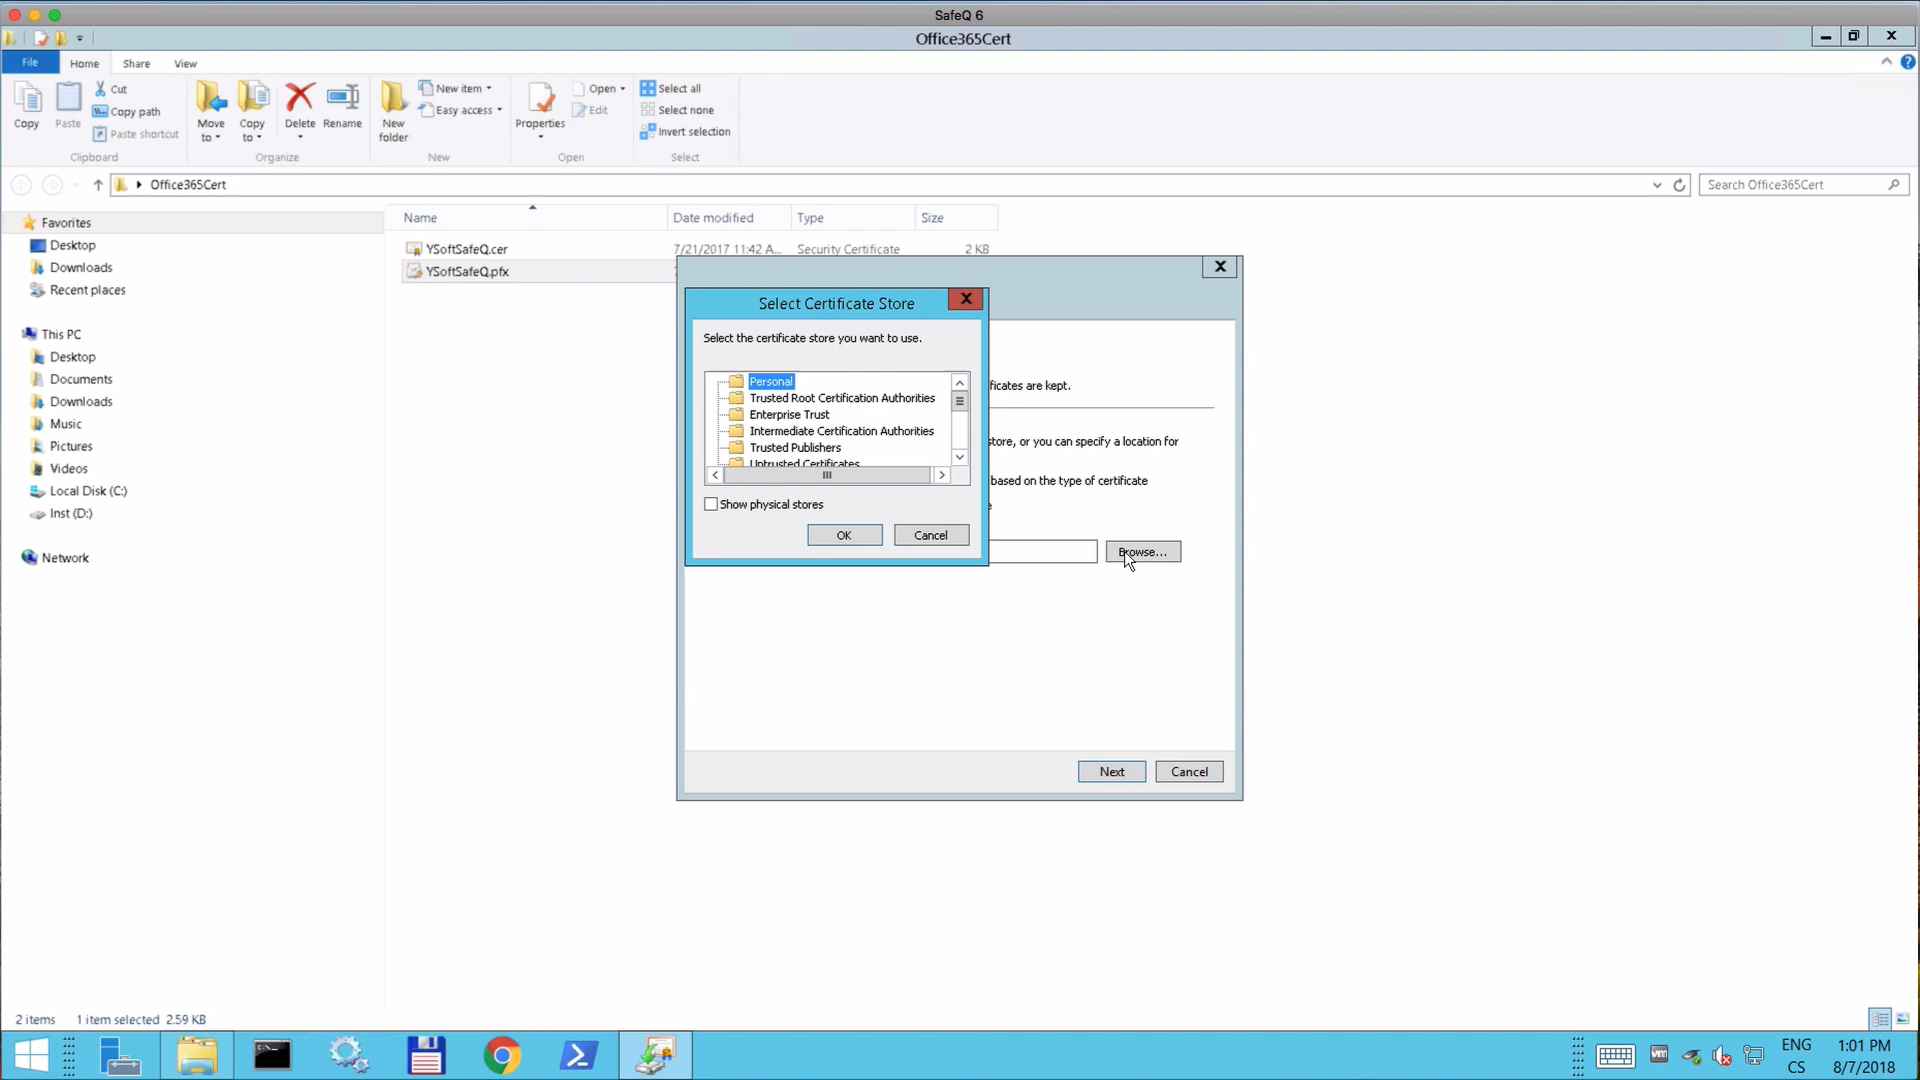 SafeQ 6
Office365Cert
File
Home
Share
View
Copy
Paste
Cut
Copy path
Paste shortcut
Clipboard
Move to
Copy to
Delete
Rename
Organize
New folder
New item
Easy access
New
Properties
Open
Edit
Open
Select all
Select none
Invert selection
Select
Office365Cert
Search Office365Cert
Name
Date modified
Type
Size
YSoftSafeQ.cer
7/21/2017 11:42 A...
Security Certificate
2 KB
YSoftSafeQ.pfx
Favorites
Desktop
Downloads
Recent places
This PC
Desktop
Documents
Downloads
Music
Pictures
Videos
Local Disk (C:)
Inst (D:)
Network
Select Certificate Store
Select the certificate store you want to use.
Personal
Trusted Root Certification Authorities
Enterprise Trust
Intermediate Certification Authorities
Trusted Publishers
Untrusted Certificates
Show physical stores
OK
Cancel
ficates are kept.
store, or you can specify a location for
based on the type of certificate
Browse...
Next
Cancel
2 items
1 item selected 2.59 KB
ENG
CS
1:01 PM
8/7/2018